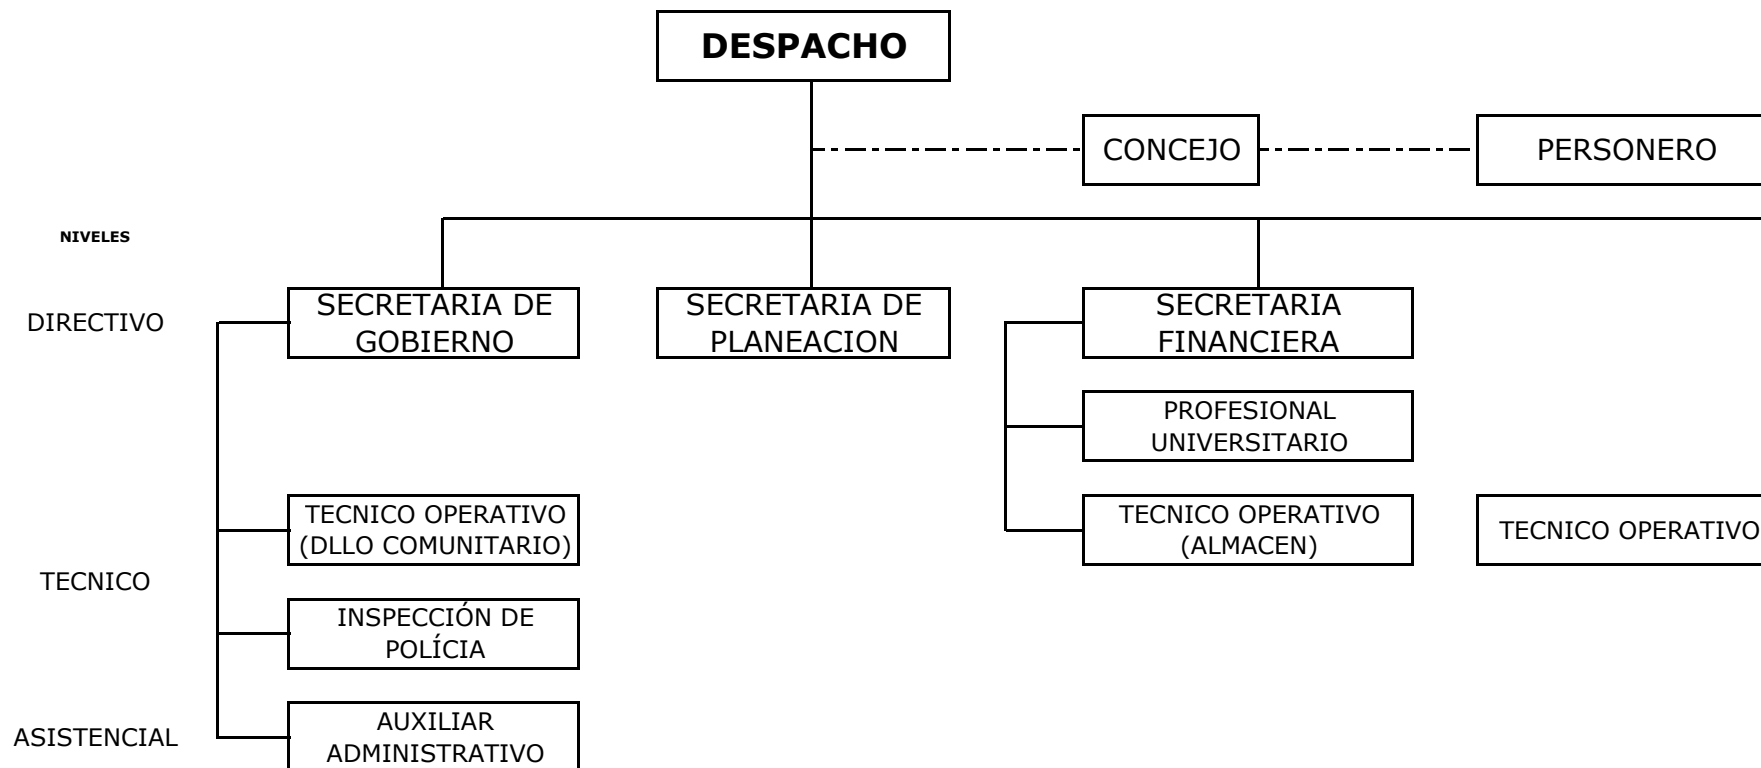 DESPACHO
CONCEJO
PERSONERO
NIVELES
DIRECTIVO
SECRETARIA DE
GOBIERNO
SECRETARIA DE
PLANEACION
SECRETARIA
FINANCIERA
PROFESIONAL
UNIVERSITARIO
TECNICO OPERATIVO
(DLLO COMUNITARIO)
TECNICO OPERATIVO
(ALMACEN)
TECNICO OPERATIVO
TECNICO
INSPECCIÓN DE
POLÍCIA
ASISTENCIAL
AUXILIAR
ADMINISTRATIVO